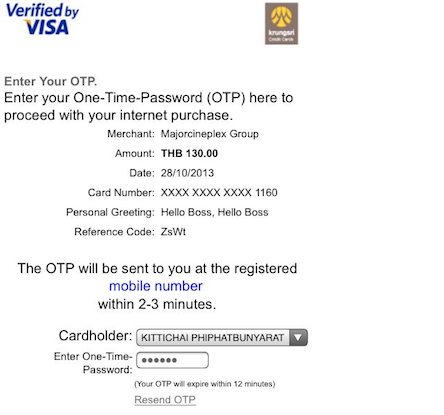 Verified by
VISA
krungsri
Credit Cards
Enter Your OTP.
Enter your One-Time-Password (OTP) here to
proceed with your internet purchase.
Merchant: Majorcineplex Group
Amount: THB 130.00
Date: 28/10/2013
Card Number: XXXX XXXX XXXX 1160
Personal Greeting: Hello Boss, Hello Boss
Reference Code: ZsWt
The OTP will be sent to you at the registered
mobile number
within 2-3 minutes.
Cardholder: KITTICHAI PHIPHATBUNYARAT
Enter One-Time-
Password: ••••••
(Your OTP will expire within 12 minutes)
Resend OTP